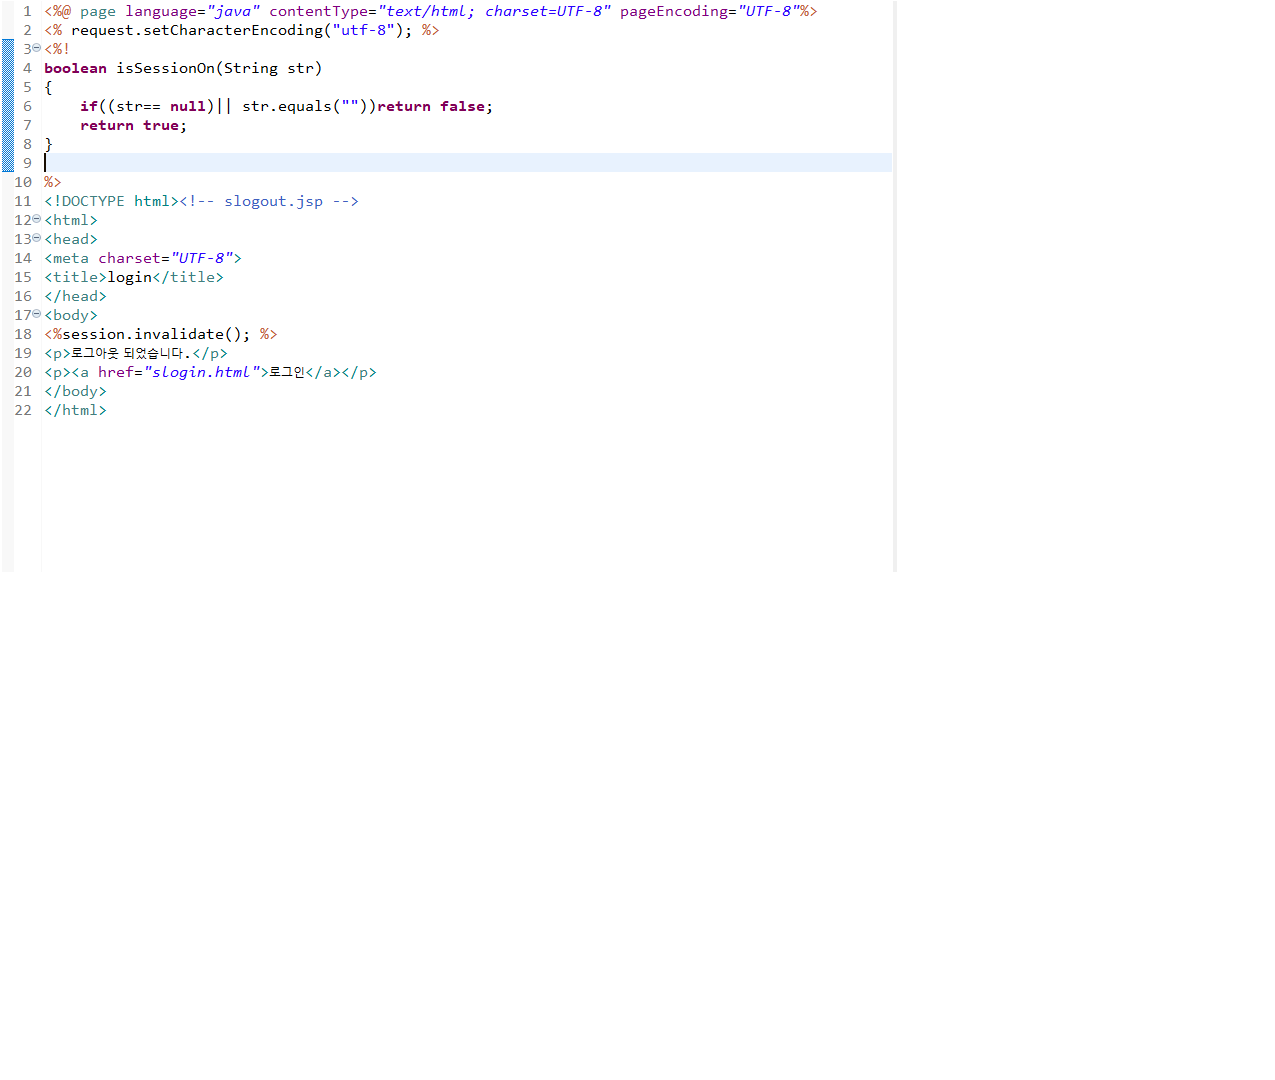 1 <%@ page language="java" contentType="text/html; charset=UTF-8" pageEncoding="UTF-8"%>
2 <% request.setCharacterEncoding("utf-8"); %>
3 <%!
4 boolean isSessionOn(String str)
5 {
6     if((str== null)|| str.equals(""))return false;
7     return true;
8 }
9
10 %>
11 <!DOCTYPE html><!-- slogout.jsp -->
12 <html>
13 <head>
14 <meta charset="UTF-8">
15 <title>login</title>
16 </head>
17 <body>
18 <%session.invalidate(); %>
19 <p>로그아웃 되었습니다.</p>
20 <p><a href="slogin.html">로그인</a></p>
21 </body>
22 </html>